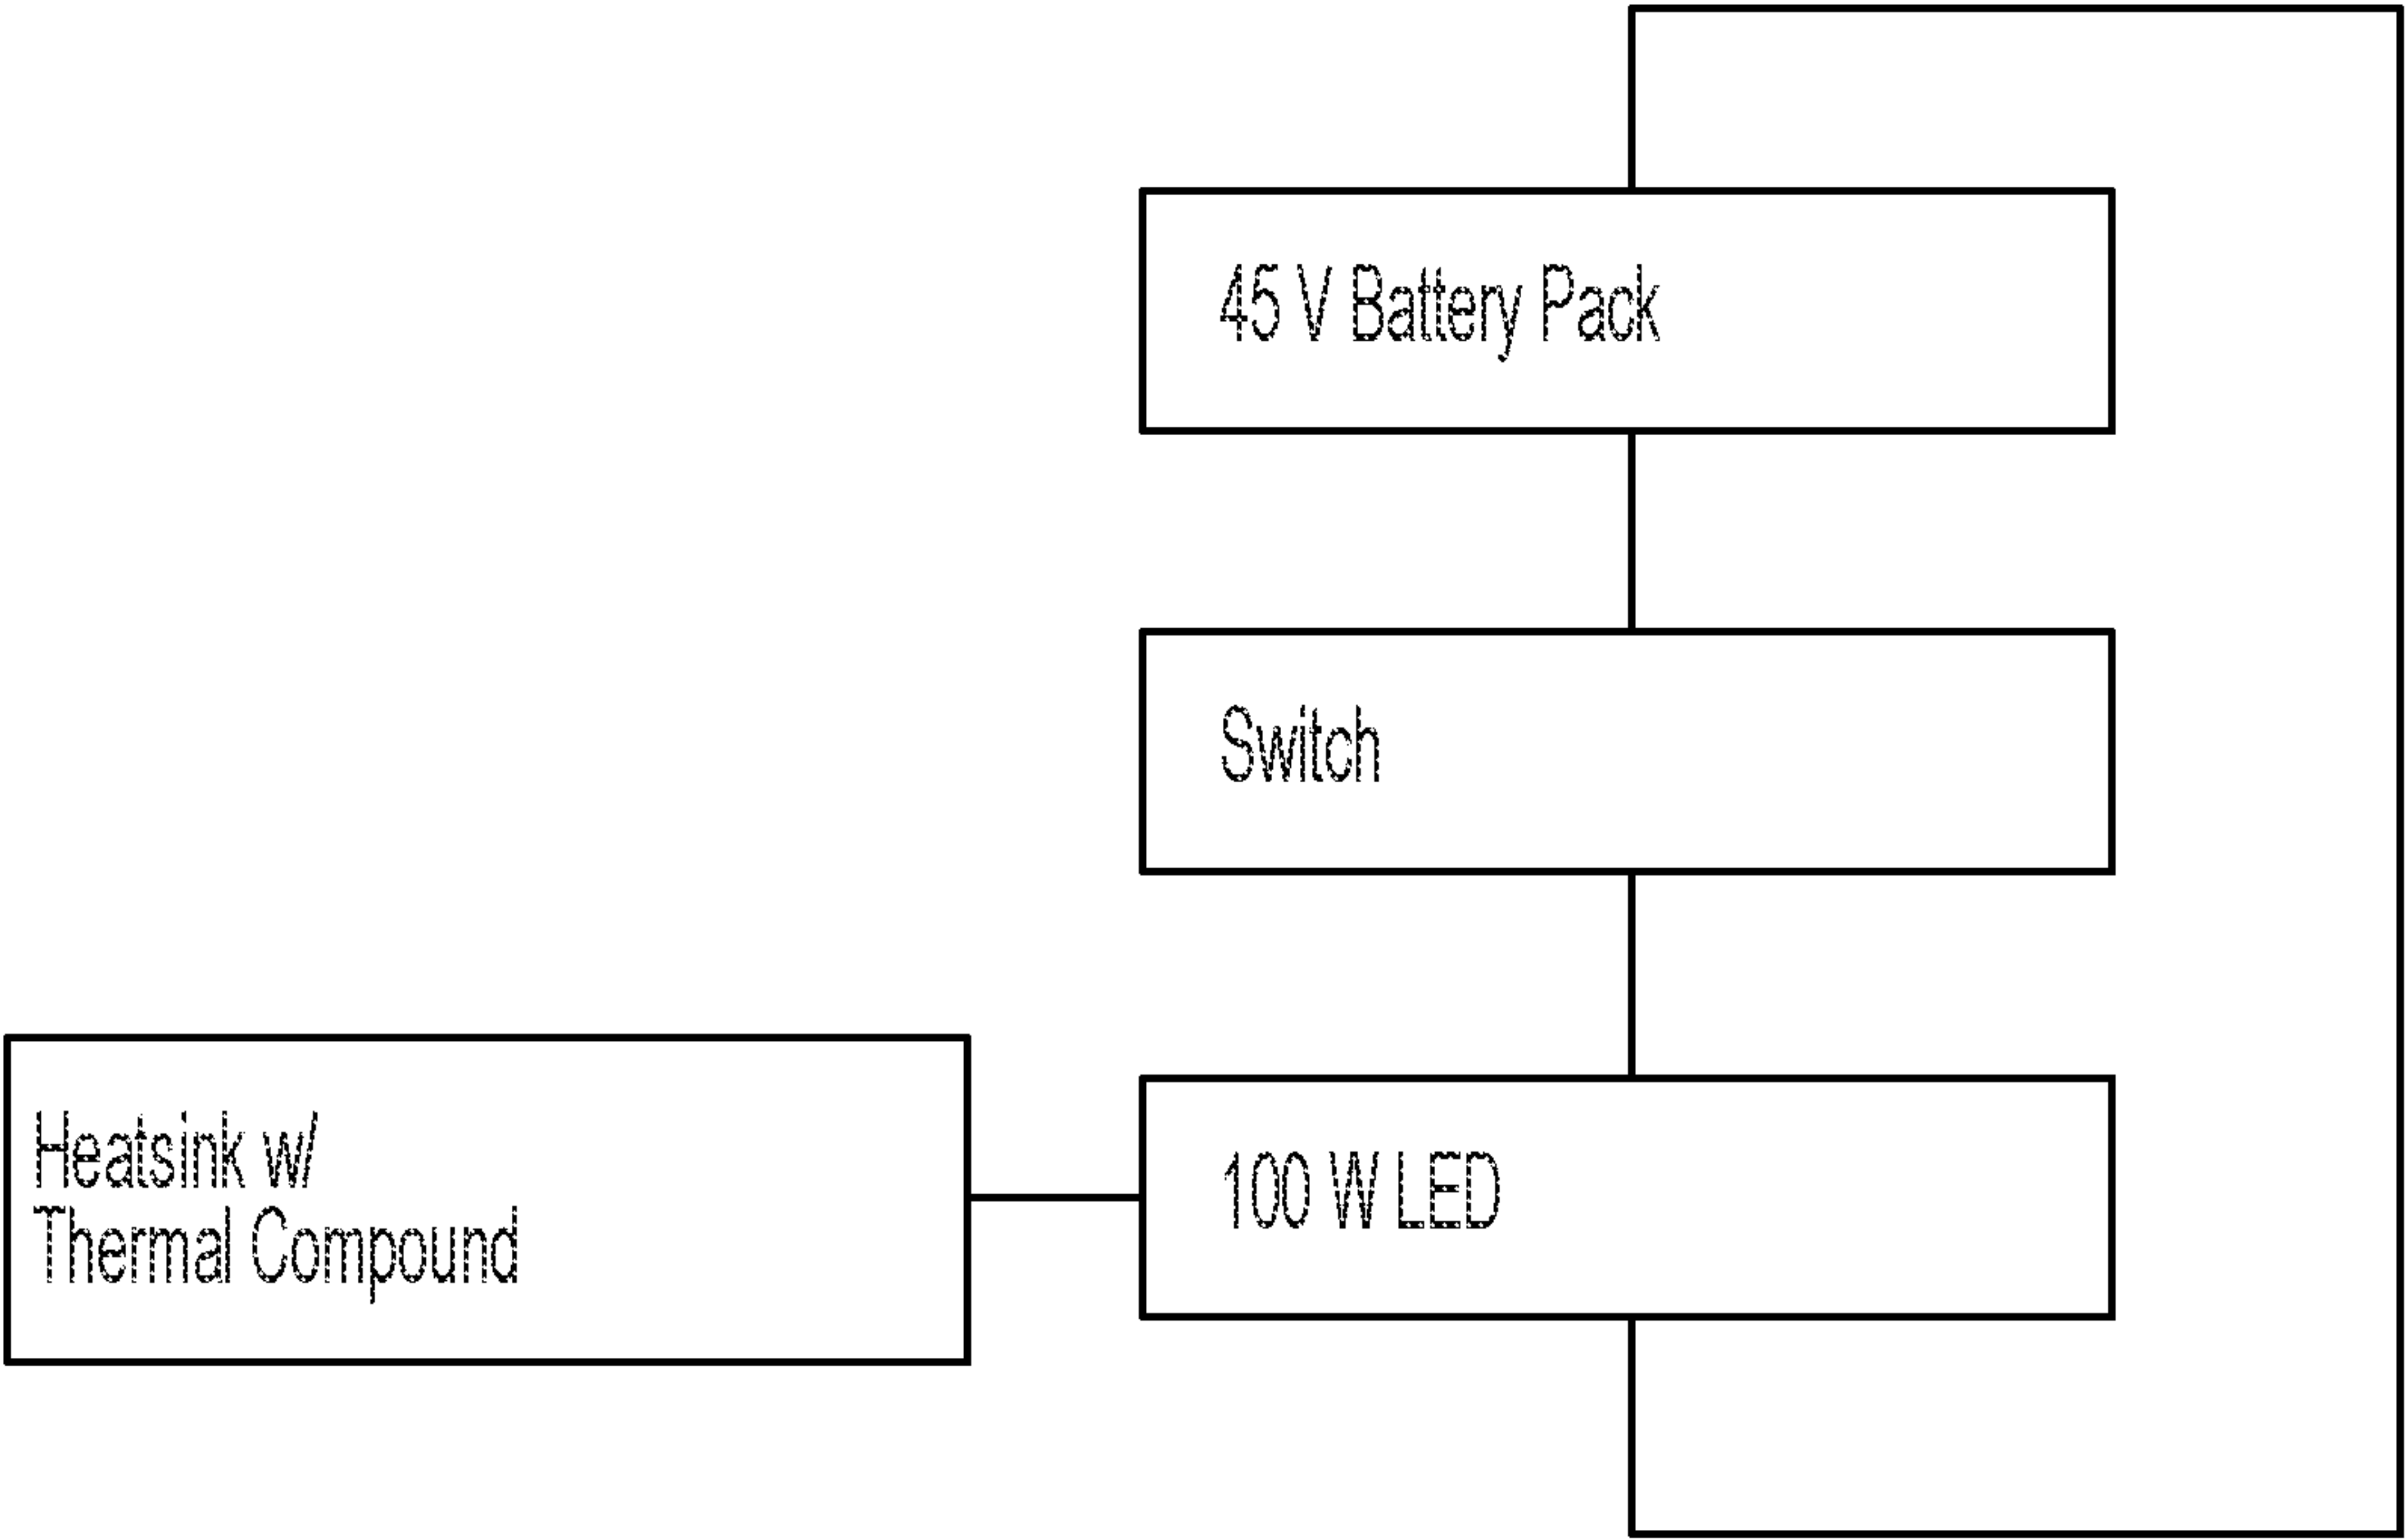 45 V Battery Pack
Switch
Heatsink w/
Thermal Compound
100 W LED